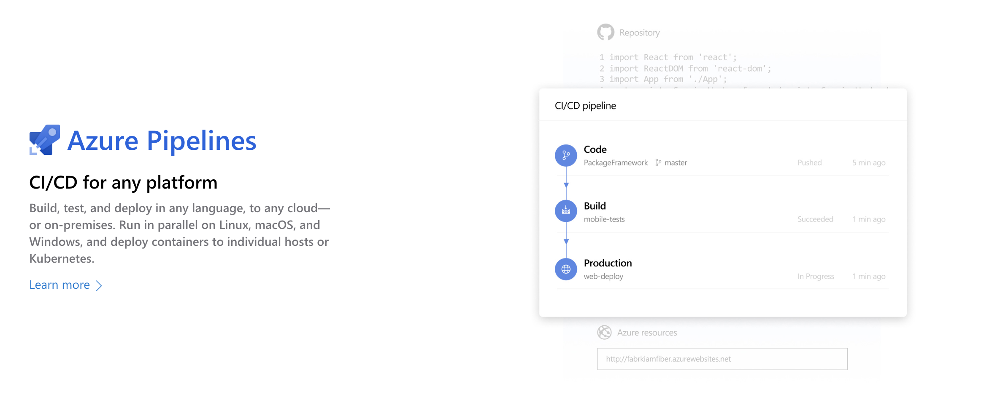 Azure Pipelines
CI/CD for any platform
Build, test, and deploy in any language, to any cloud—
or on-premises. Run in parallel on Linux, macOS, and
Windows, and deploy containers to individual hosts or
Kubernetes.
Learn more
Repository
1 import React from 'react';
2 import ReactDOM from 'react-dom';
3 import App from './App';
CI/CD pipeline
Code
PackageFramework master Pushed 5 min ago
Build
mobile-tests Succeeded 1 min ago
Production
web-deploy In Progress 1 min ago
Azure resources
http://fabrkiamfiber.azurewebsites.net